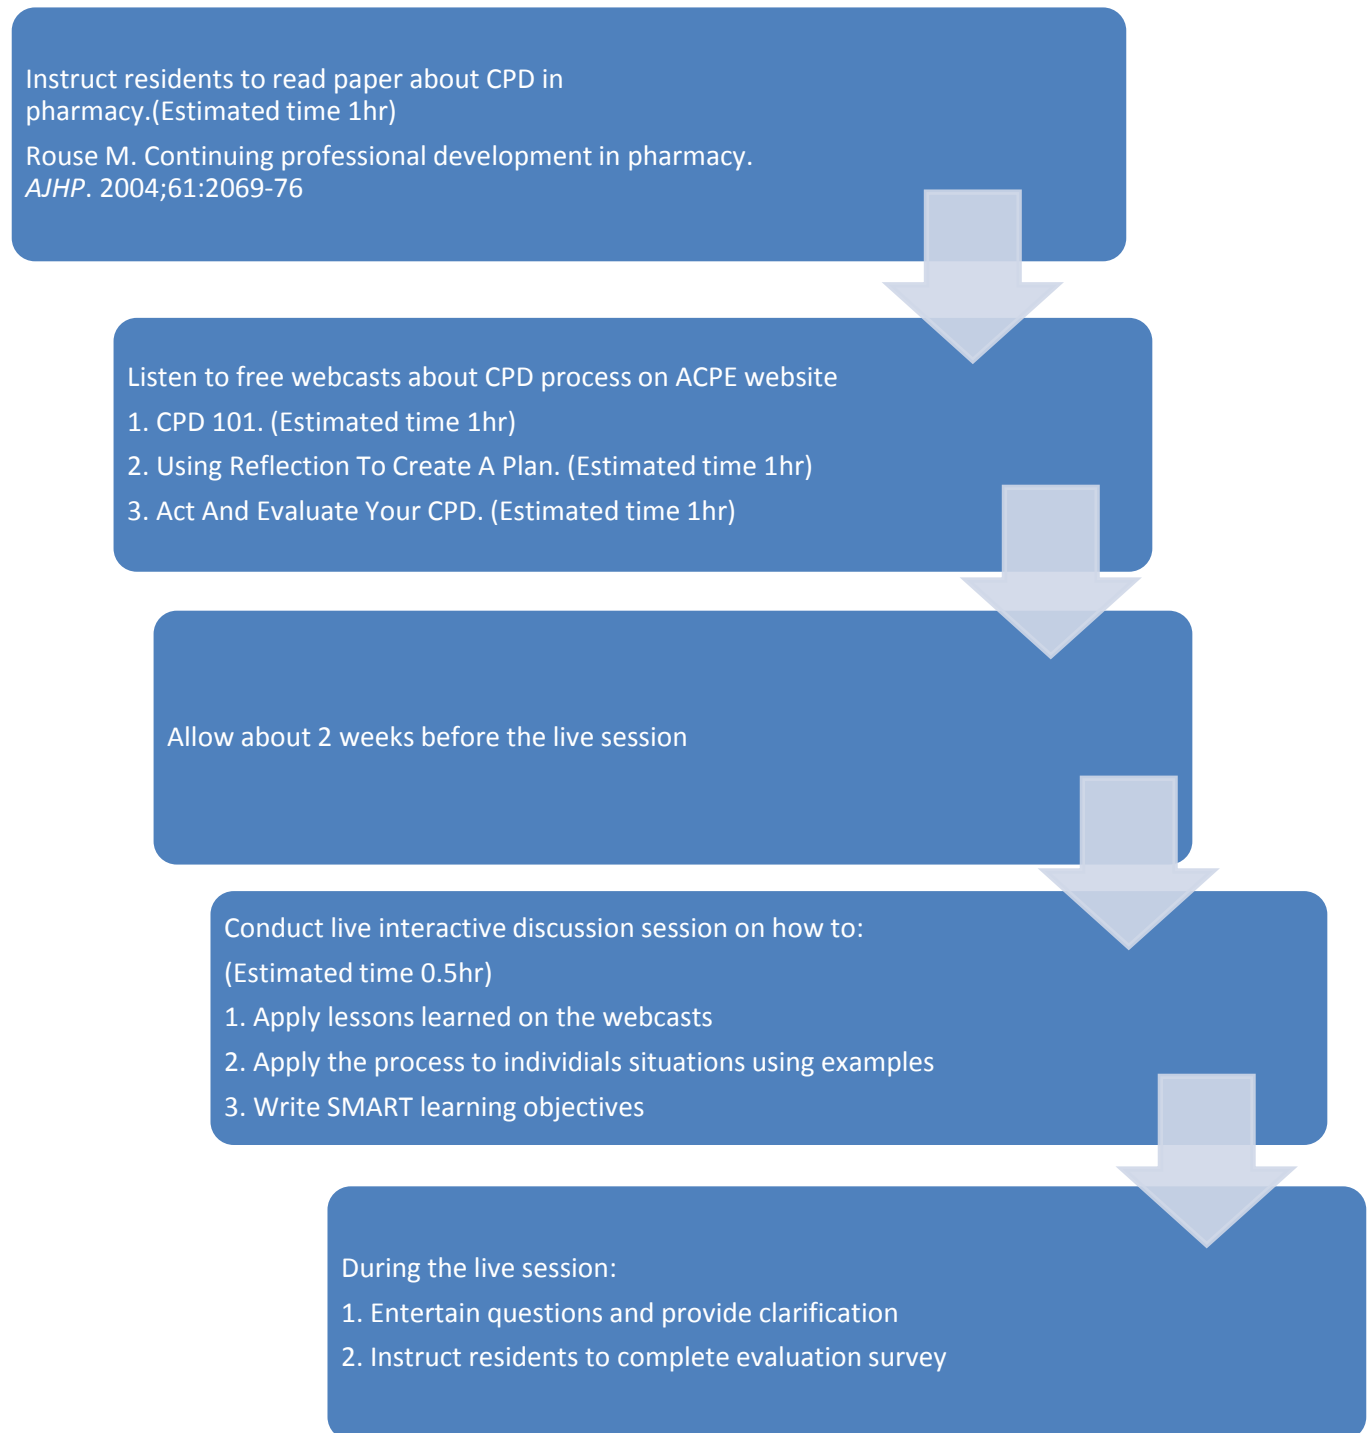 Instruct residents to read paper about CPD in
pharmacy.(Estimated time 1hr)
Rouse M. Continuing professional development in pharmacy.
AJHP. 2004;61:2069-76
Listen to free webcasts about CPD process on ACPE website
1. CPD 101. (Estimated time 1hr)
2. Using Reflection To Create A Plan. (Estimated time 1hr)
3. Act And Evaluate Your CPD. (Estimated time 1hr)
Allow about 2 weeks before the live session
Conduct live interactive discussion session on how to:
(Estimated time 0.5hr)
1. Apply lessons learned on the webcasts
2. Apply the process to individials situations using examples
3. Write SMART learning objectives
During the live session:
1. Entertain questions and provide clarification
2. Instruct residents to complete evaluation survey